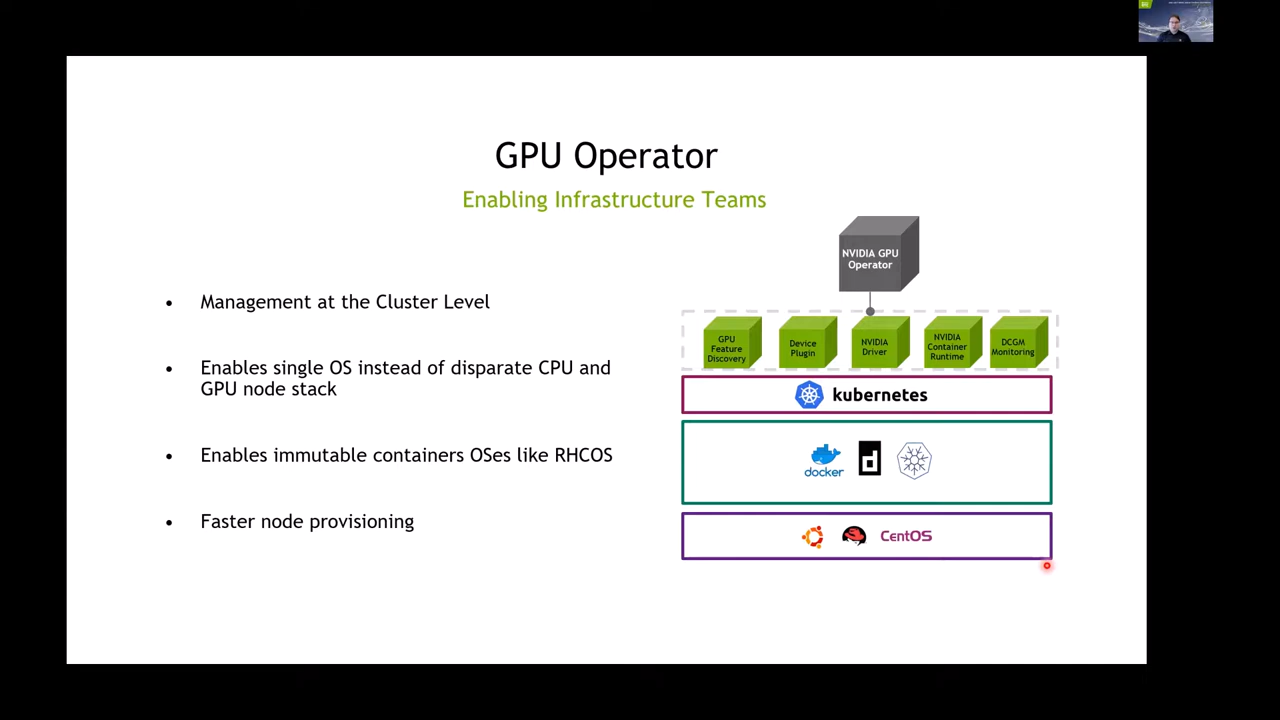 GPU Operator
Enabling Infrastructure Teams
• Management at the Cluster Level
• Enables single OS instead of disparate CPU and
GPU node stack
• Enables immutable containers OSes like RHCOS
• Faster node provisioning
NVIDIA GPU
Operator
GPU
Feature
Discovery
Device
Plugin
NVIDIA
Driver
NVIDIA
Container
Runtime
DCGM
Monitoring
kubernetes
docker
d
CentOS